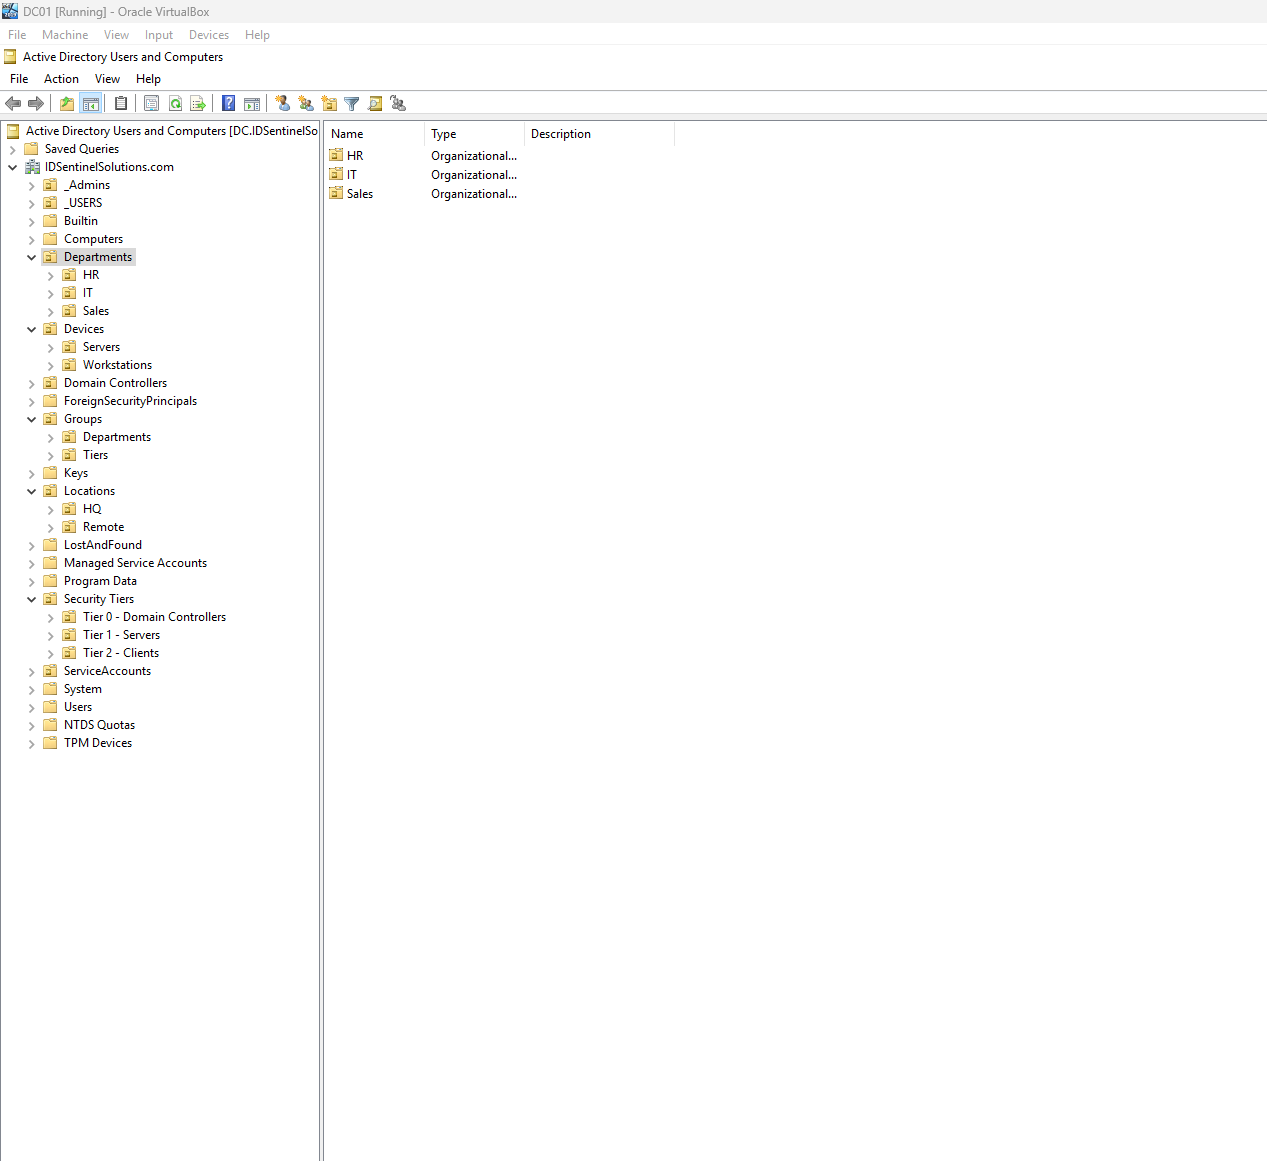 DC01 [Running] - Oracle VirtualBox
File Machine View Input Devices Help
Active Directory Users and Computers
File Action View Help
Active Directory Users and Computers [DC.IDSentinelSo
Saved Queries
IDSentinelSolutions.com
_Admins
_USERS
Builtin
Computers
Departments
HR
IT
Sales
Devices
Servers
Workstations
Domain Controllers
ForeignSecurityPrincipals
Groups
Departments
Tiers
Keys
Locations
HQ
Remote
LostAndFound
Managed Service Accounts
Program Data
Security Tiers
Tier 0 - Domain Controllers
Tier 1 - Servers
Tier 2 - Clients
ServiceAccounts
System
Users
NTDS Quotas
TPM Devices
Name Type Description
HR Organizational...
IT Organizational...
Sales Organizational...